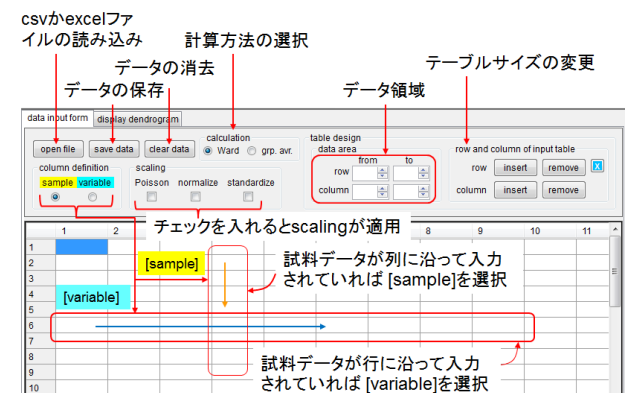 csvかexcelファ
イルの読み込み
計算方法の選択
データの消去
データの保存
テーブルサイズの変更
データ領域
data input form
display dendrogram
open file
save data
clear data
calculation
Ward
grp. avr.
table design
data area
from
to
row
column
row and column of input table
row
insert
remove
X
column
insert
remove
column definition
sample
variable
scaling
Poisson
normalize
standardize
チェックを入れるとscalingが適用
1
2
8
9
10
11
1
2
3
4
5
6
7
8
9
10
[sample]
試料データが列に沿って入力
されていれば [sample]を選択
[variable]
試料データが行に沿って入力
されていれば [variable]を選択